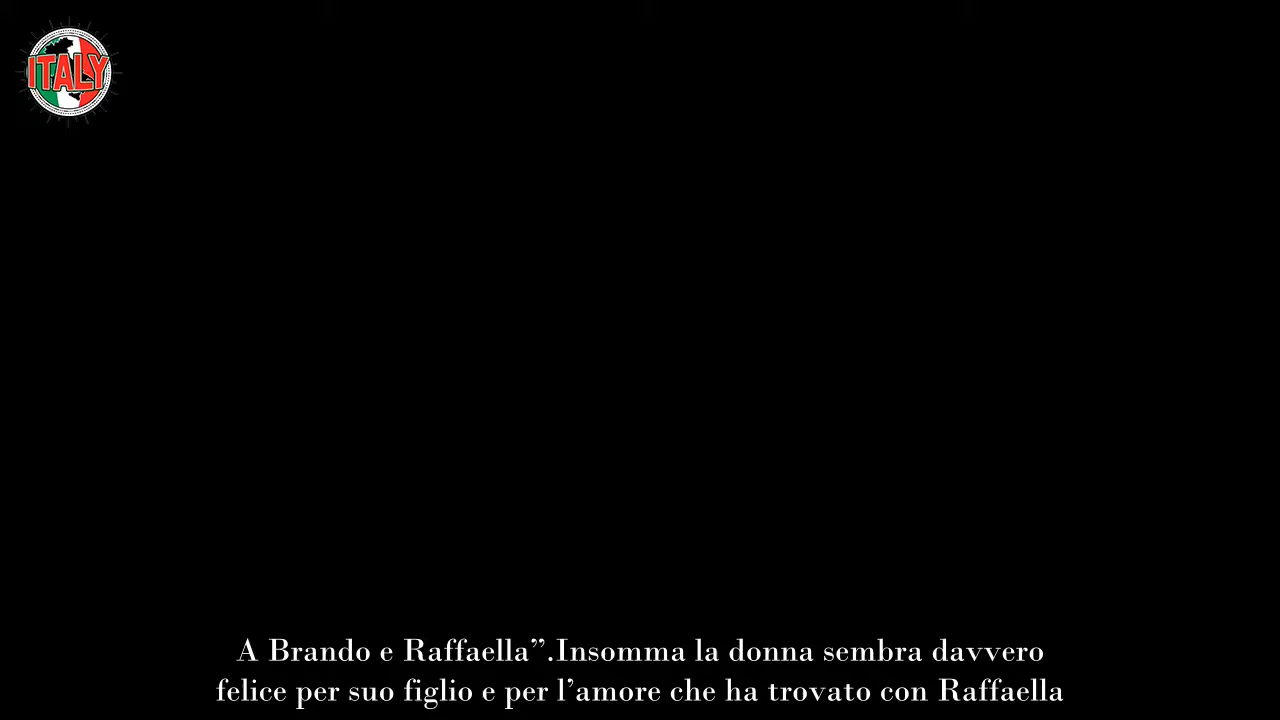 ITALY
A Brando e Raffaella”.Insomma la donna sembra davvero
felice per suo figlio e per l’amore che ha trovato con Raffaella